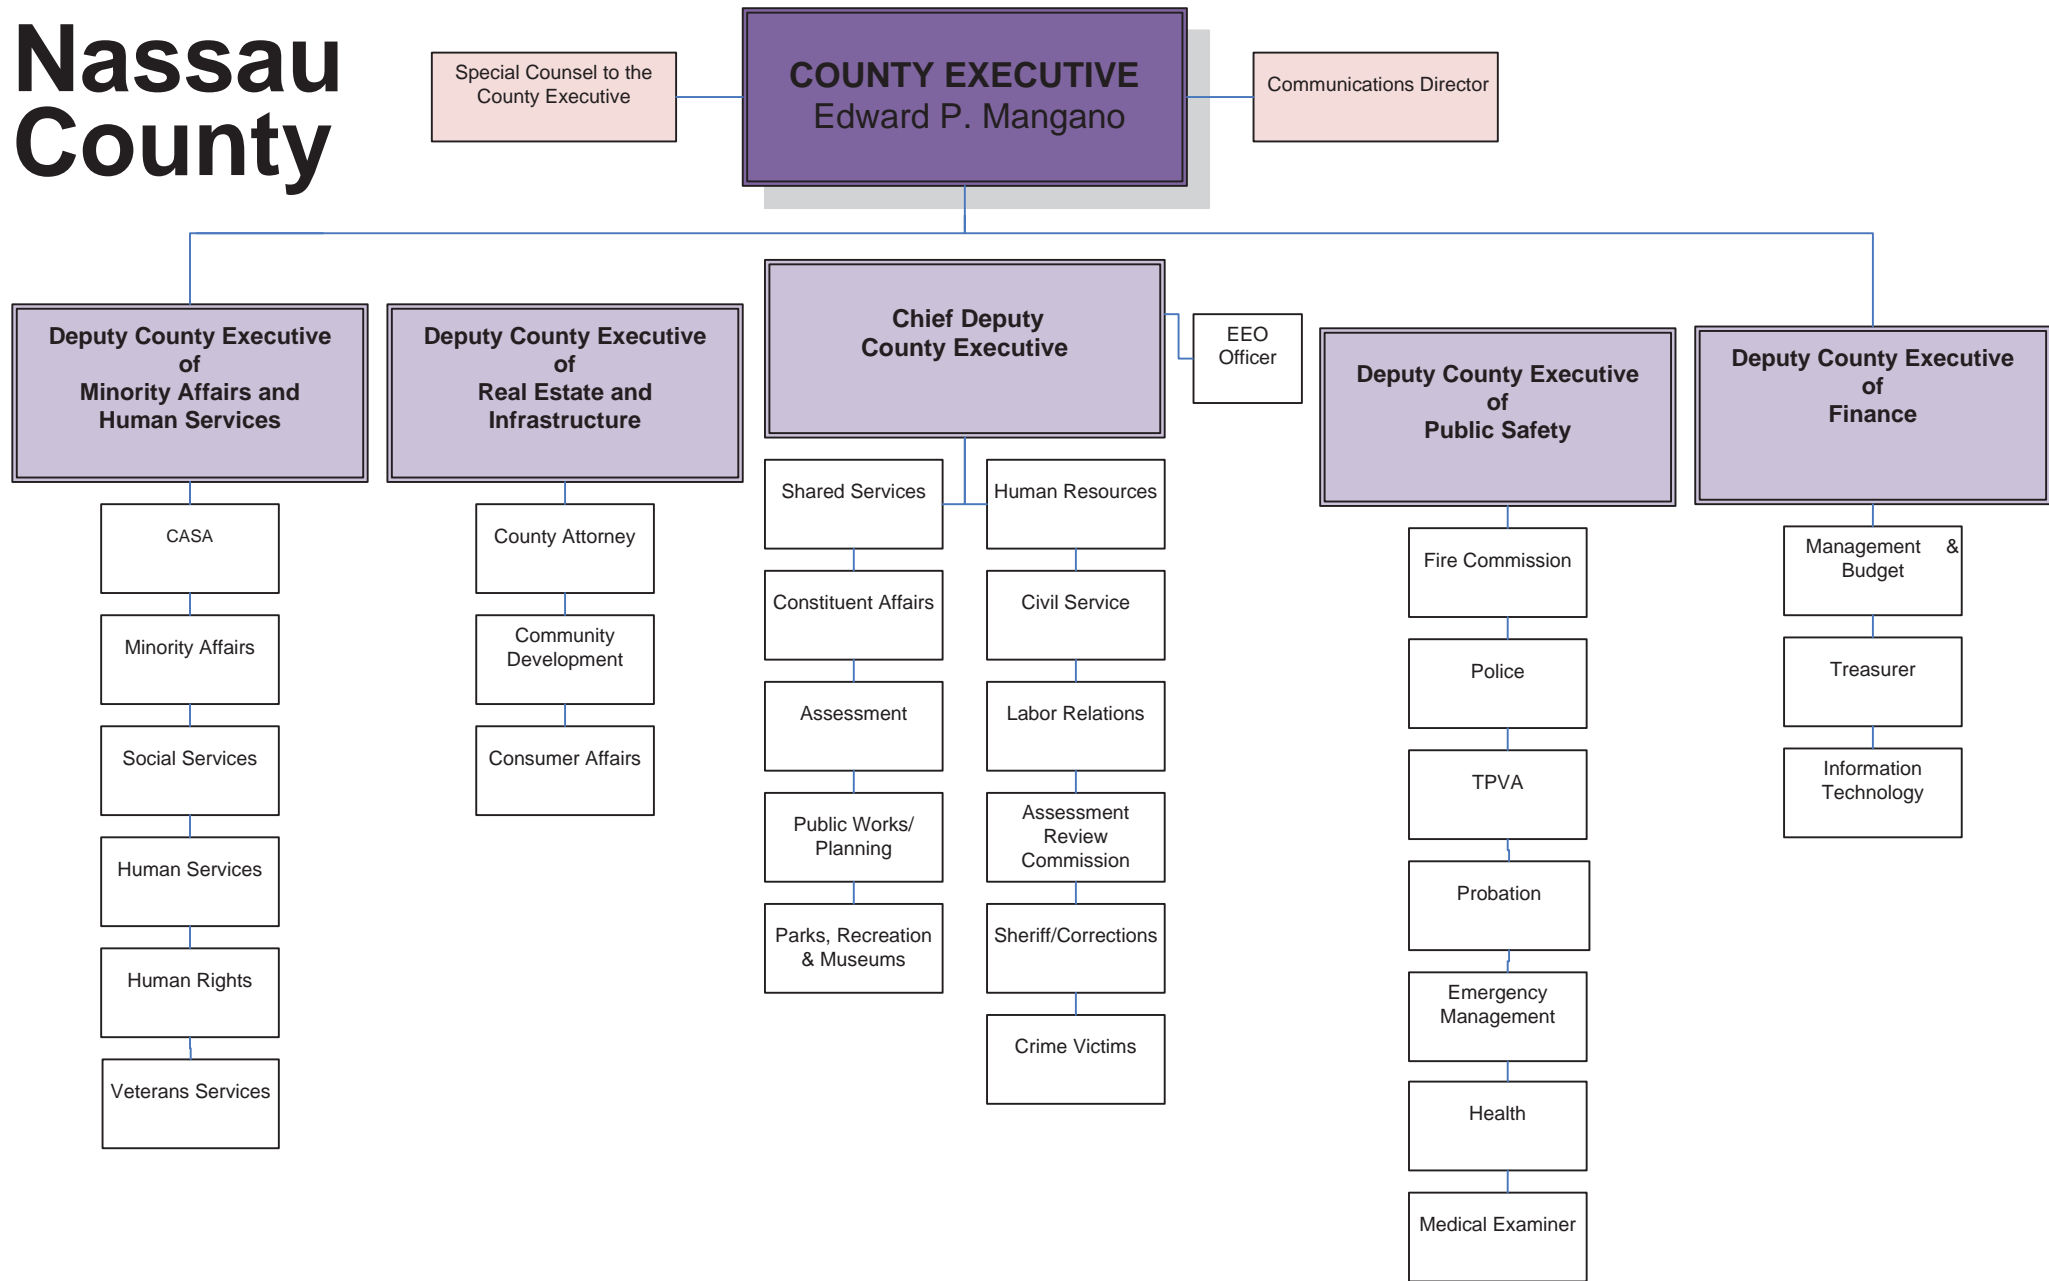 Nassau
County
Special Counsel to the
County Executive
COUNTY EXECUTIVE
Edward P. Mangano
Communications Director
Deputy County Executive
of
Minority Affairs and
Human Services
CASA
Minority Affairs
Social Services
Human Services
Human Rights
Veterans Services
Deputy County Executive
of
Real Estate and
Infrastructure
County Attorney
Community
Development
Consumer Affairs
Chief Deputy
County Executive
EEO
Officer
Shared Services
Constituent Affairs
Assessment
Public Works/
Planning
Parks, Recreation
& Museums
Human Resources
Civil Service
Labor Relations
Assessment
Review
Commission
Sheriff/Corrections
Crime Victims
Deputy County Executive
of
Public Safety
Fire Commission
Police
TPVA
Probation
Emergency
Management
Health
Medical Examiner
Deputy County Executive
of
Finance
Management &
Budget
Treasurer
Information
Technology